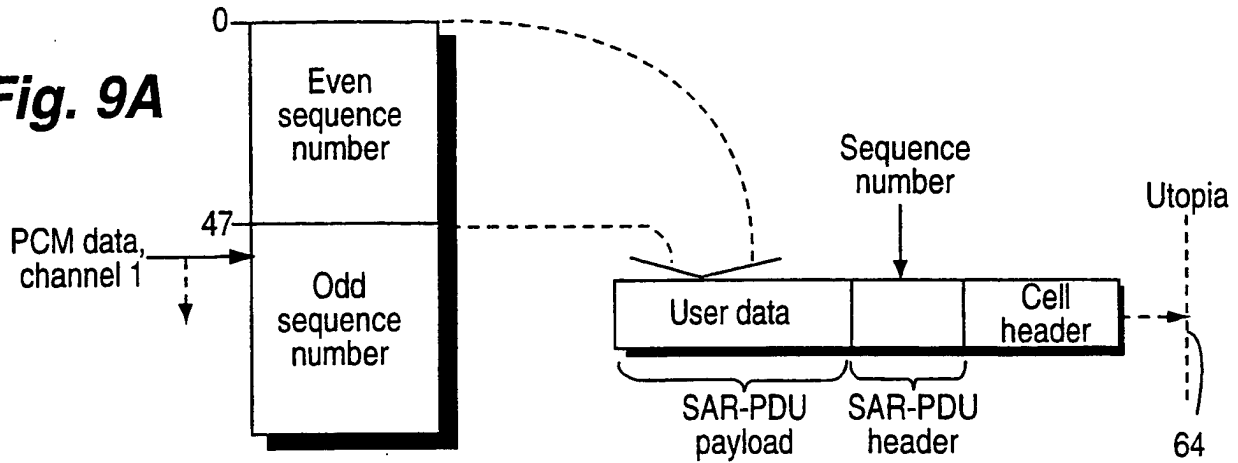 Fig. 9A
0
Even
sequence
number
47
PCM data,
channel 1
Odd
sequence
number
Sequence
number
Utopia
User data
Cell
header
SAR-PDU
payload
SAR-PDU
header
64